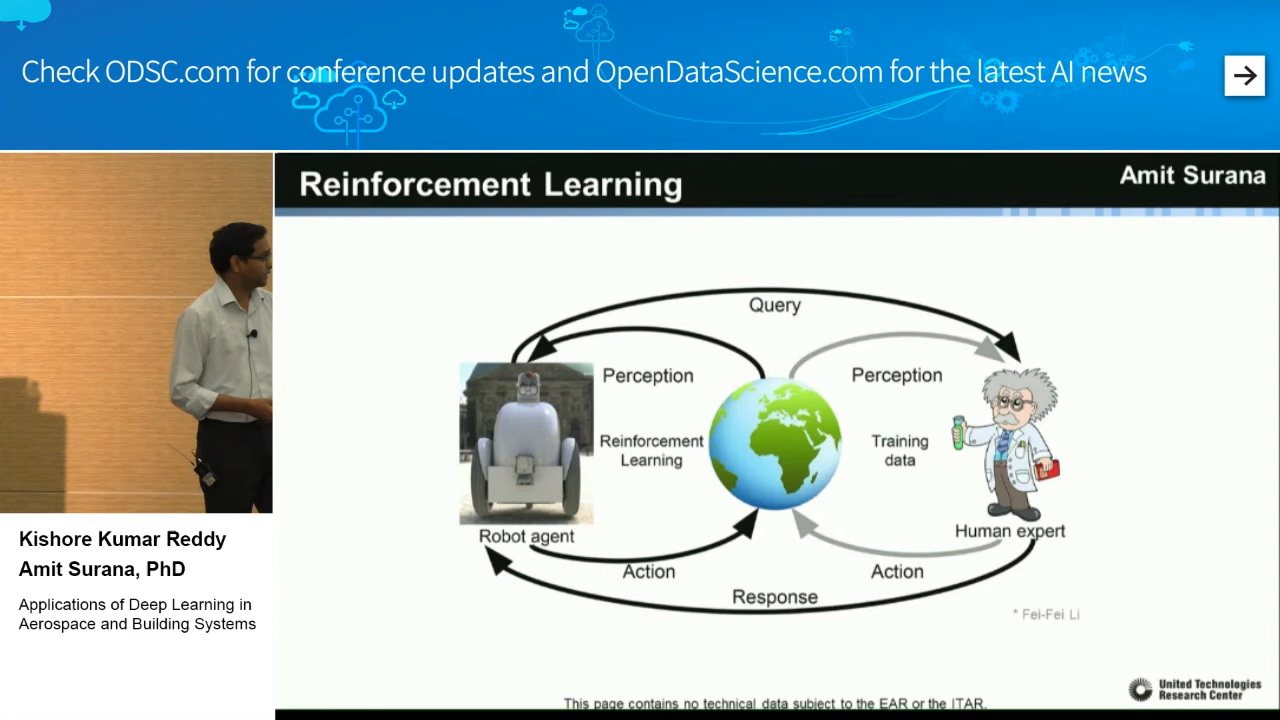 Check ODSC.com for conference updates and OpenDataScience.com for the latest AI news
Reinforcement Learning
Amit Surana
Query
Perception
Perception
Reinforcement
Learning
Training
data
Robot agent
Human expert
Action
Action
Response
* Fei-Fei Li
United Technologies
Research Center
This page contains no technical data subject to the EAR or the ITAR.
Kishore Kumar Reddy
Amit Surana, PhD
Applications of Deep Learning in
Aerospace and Building Systems